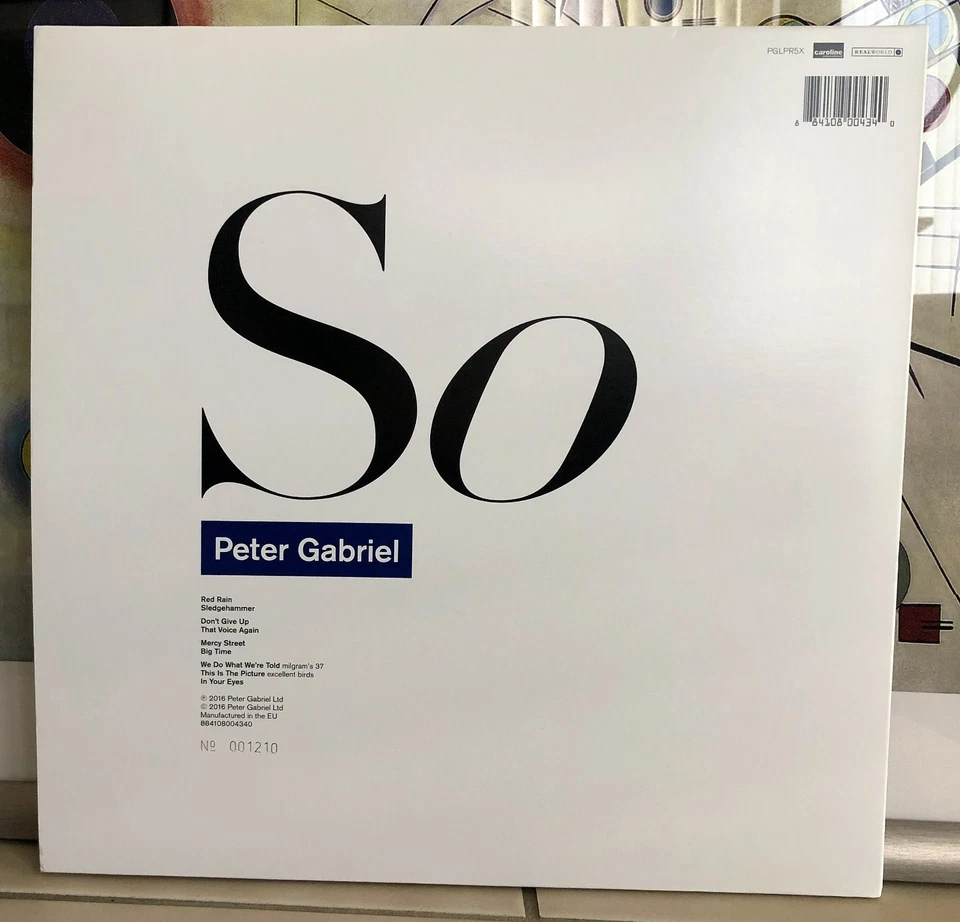 PGLPR5X caroline REALWORLD
8 84108 00434 0
So
Peter Gabriel
Red Rain
Sledgehammer
Don't Give Up
That Voice Again
Mercy Street
Big Time
We Do What We're Told milgram's 37
This Is The Picture excellent birds
In Your Eyes
℗ 2016 Peter Gabriel Ltd
© 2016 Peter Gabriel Ltd
Manufactured in the EU
884108004340
Nº 001210